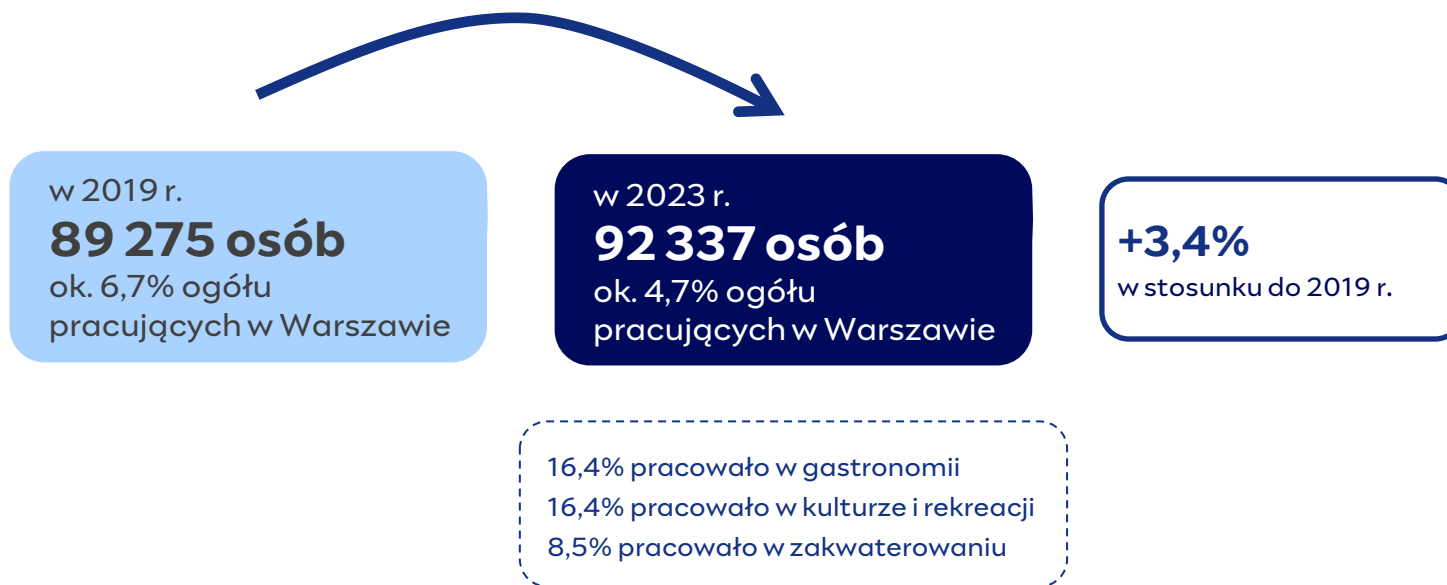 w 2019 r.
89 275 osób
ok. 6,7% ogółu
pracujących w Warszawie
w 2023 r.
92 337 osób
ok. 4,7% ogółu
pracujących w Warszawie
+3,4%
w stosunku do 2019 r.
16,4% pracowało w gastronomii
16,4% pracowało w kulturze i rekreacji
8,5% pracowało w zakwaterowaniu